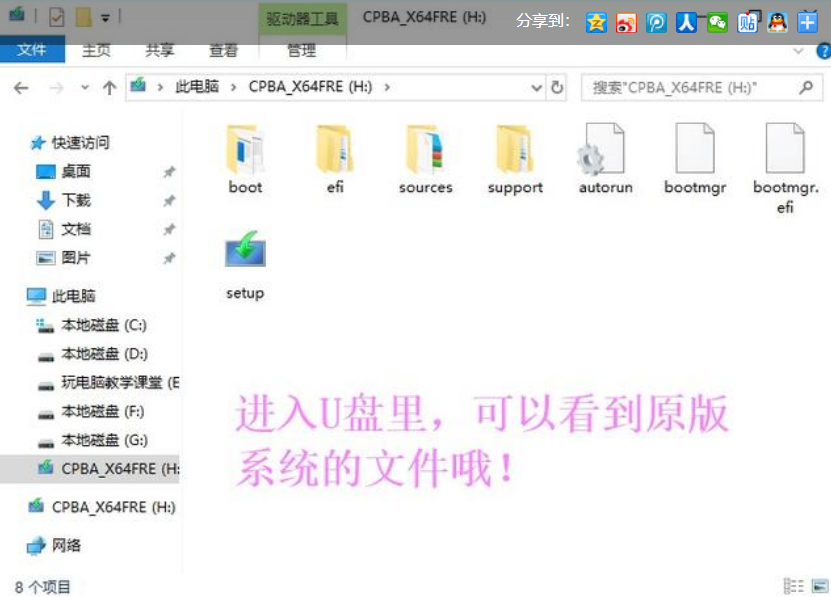 驱动器工具 CPBA_X64FRE (H:) 分享到:
文件 主页 共享 查看 管理
此电脑 CPBA_X64FRE (H:) 搜索"CPBA_X64FRE (H:)"
快速访问
桌面
下载
文档
图片
此电脑
本地磁盘 (C:)
本地磁盘 (D:)
玩电脑教学课堂 (E
本地磁盘 (F:)
本地磁盘 (G:)
CPBA_X64FRE (H:
CPBA_X64FRE (H:)
网络
boot efi sources support autorun bootmgr bootmgr.
efi
setup
进入U盘里，可以看到原版
系统的文件哦！
8 个项目